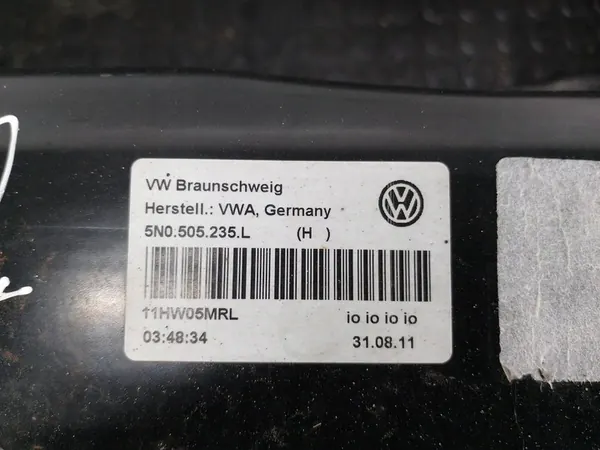 VW Braunschweig
Herstell.: VWA, Germany
5N0.505.235.L (H )
11HW05MRL io io io io
03:48:34 31.08.11